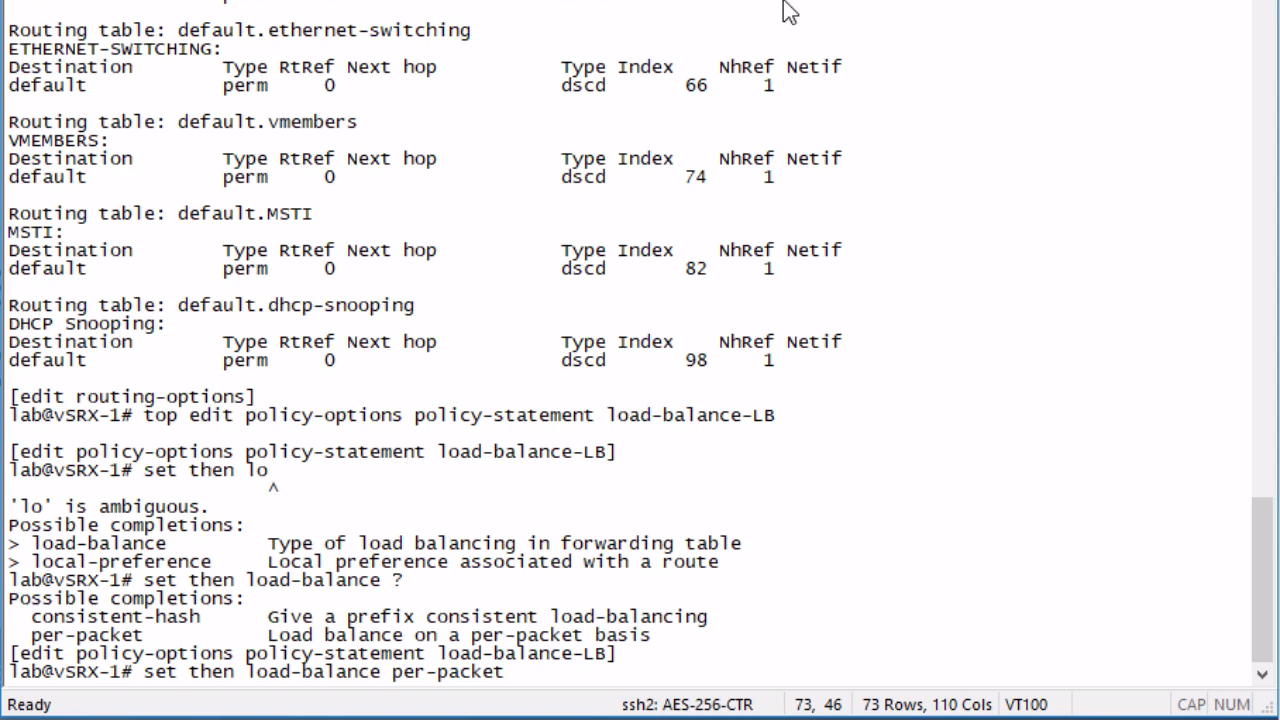 Routing table: default.ethernet-switching
ETHERNET-SWITCHING:
Destination        Type RtRef Next hop           Type Index    NhRef Netif
default            perm     0                    dscd       66     1

Routing table: default.vmembers
VMEMBERS:
Destination        Type RtRef Next hop           Type Index    NhRef Netif
default            perm     0                    dscd       74     1

Routing table: default.MSTI
MSTI:
Destination        Type RtRef Next hop           Type Index    NhRef Netif
default            perm     0                    dscd       82     1

Routing table: default.dhcp-snooping
DHCP Snooping:
Destination        Type RtRef Next hop           Type Index    NhRef Netif
default            perm     0                    dscd       98     1

[edit routing-options]
lab@vSRX-1# top edit policy-options policy-statement load-balance-LB

[edit policy-options policy-statement load-balance-LB]
lab@vSRX-1# set then lo
                       ^
'lo' is ambiguous.
Possible completions:
> load-balance         Type of load balancing in forwarding table
> local-preference     Local preference associated with a route
lab@vSRX-1# set then load-balance ?
Possible completions:
  consistent-hash      Give a prefix consistent load-balancing
  per-packet           Load balance on a per-packet basis
[edit policy-options policy-statement load-balance-LB]
lab@vSRX-1# set then load-balance per-packet
Ready ssh2: AES-256-CTR 73, 46 73 Rows, 110 Cols VT100 CAP NUM